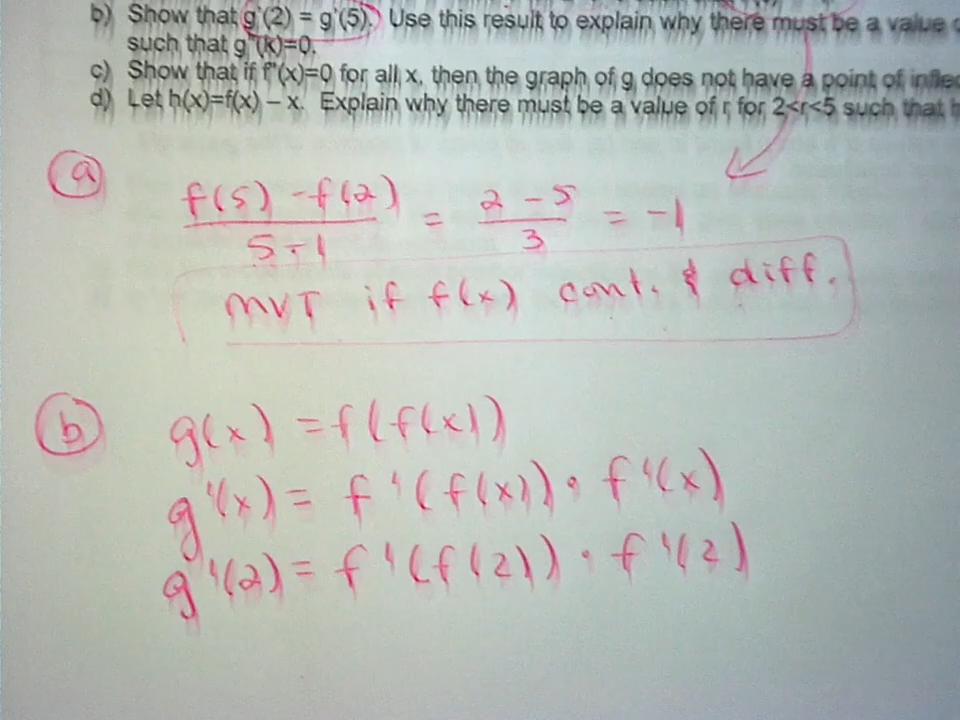 b) Show that g'(2) = g'(5). Use this result to explain why there must be a value
such that g"(k)=0.
c) Show that if f"(x)=0 for all x, then the graph of g does not have a point of inflec
d) Let h(x)=f(x) – x. Explain why there must be a value of r for 2<r<5 such that h
a
f(5) - f(2) / 5-1 = 2 - 5 / 3 = -1
MVT if f(x) cont. & diff.
b
g(x) = f(f(x))
g'(x) = f'(f(x)) · f'(x)
g'(2) = f'(f(2)) · f'(2)